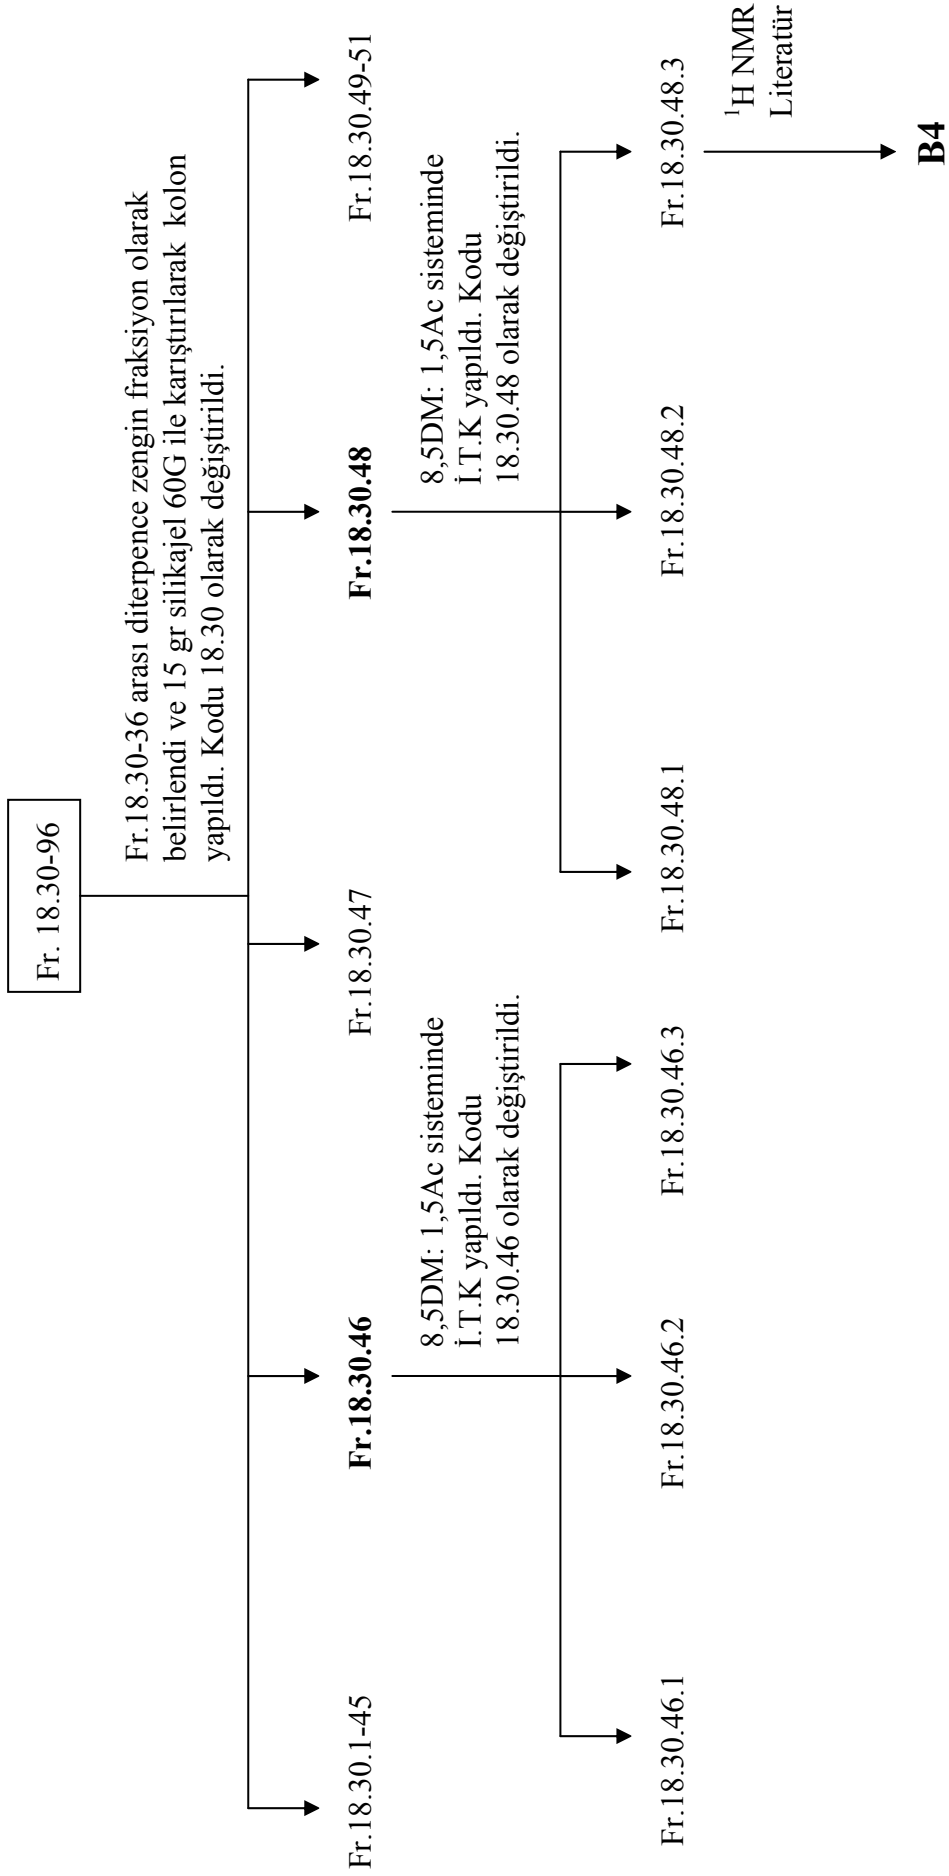 Fr. 18.30-96
Fr.18.30-36 arası diterpence zengin fraksiyon olarak
belirlendi ve 15 gr silikajel 60G ile karıştırılarak kolon
yapıldı. Kodu 18.30 olarak değiştirildi.
Fr.18.30.1-45
Fr.18.30.46
Fr.18.30.47
Fr.18.30.48
Fr.18.30.49-51
8,5DM: 1,5Ac sisteminde
İ.T.K yapıldı. Kodu
18.30.46 olarak değiştirildi.
8,5DM: 1,5Ac sisteminde
İ.T.K yapıldı. Kodu
18.30.48 olarak değiştirildi.
Fr.18.30.46.1
Fr.18.30.46.2
Fr.18.30.46.3
Fr.18.30.48.1
Fr.18.30.48.2
Fr.18.30.48.3
¹H NMR
Literatür
B4